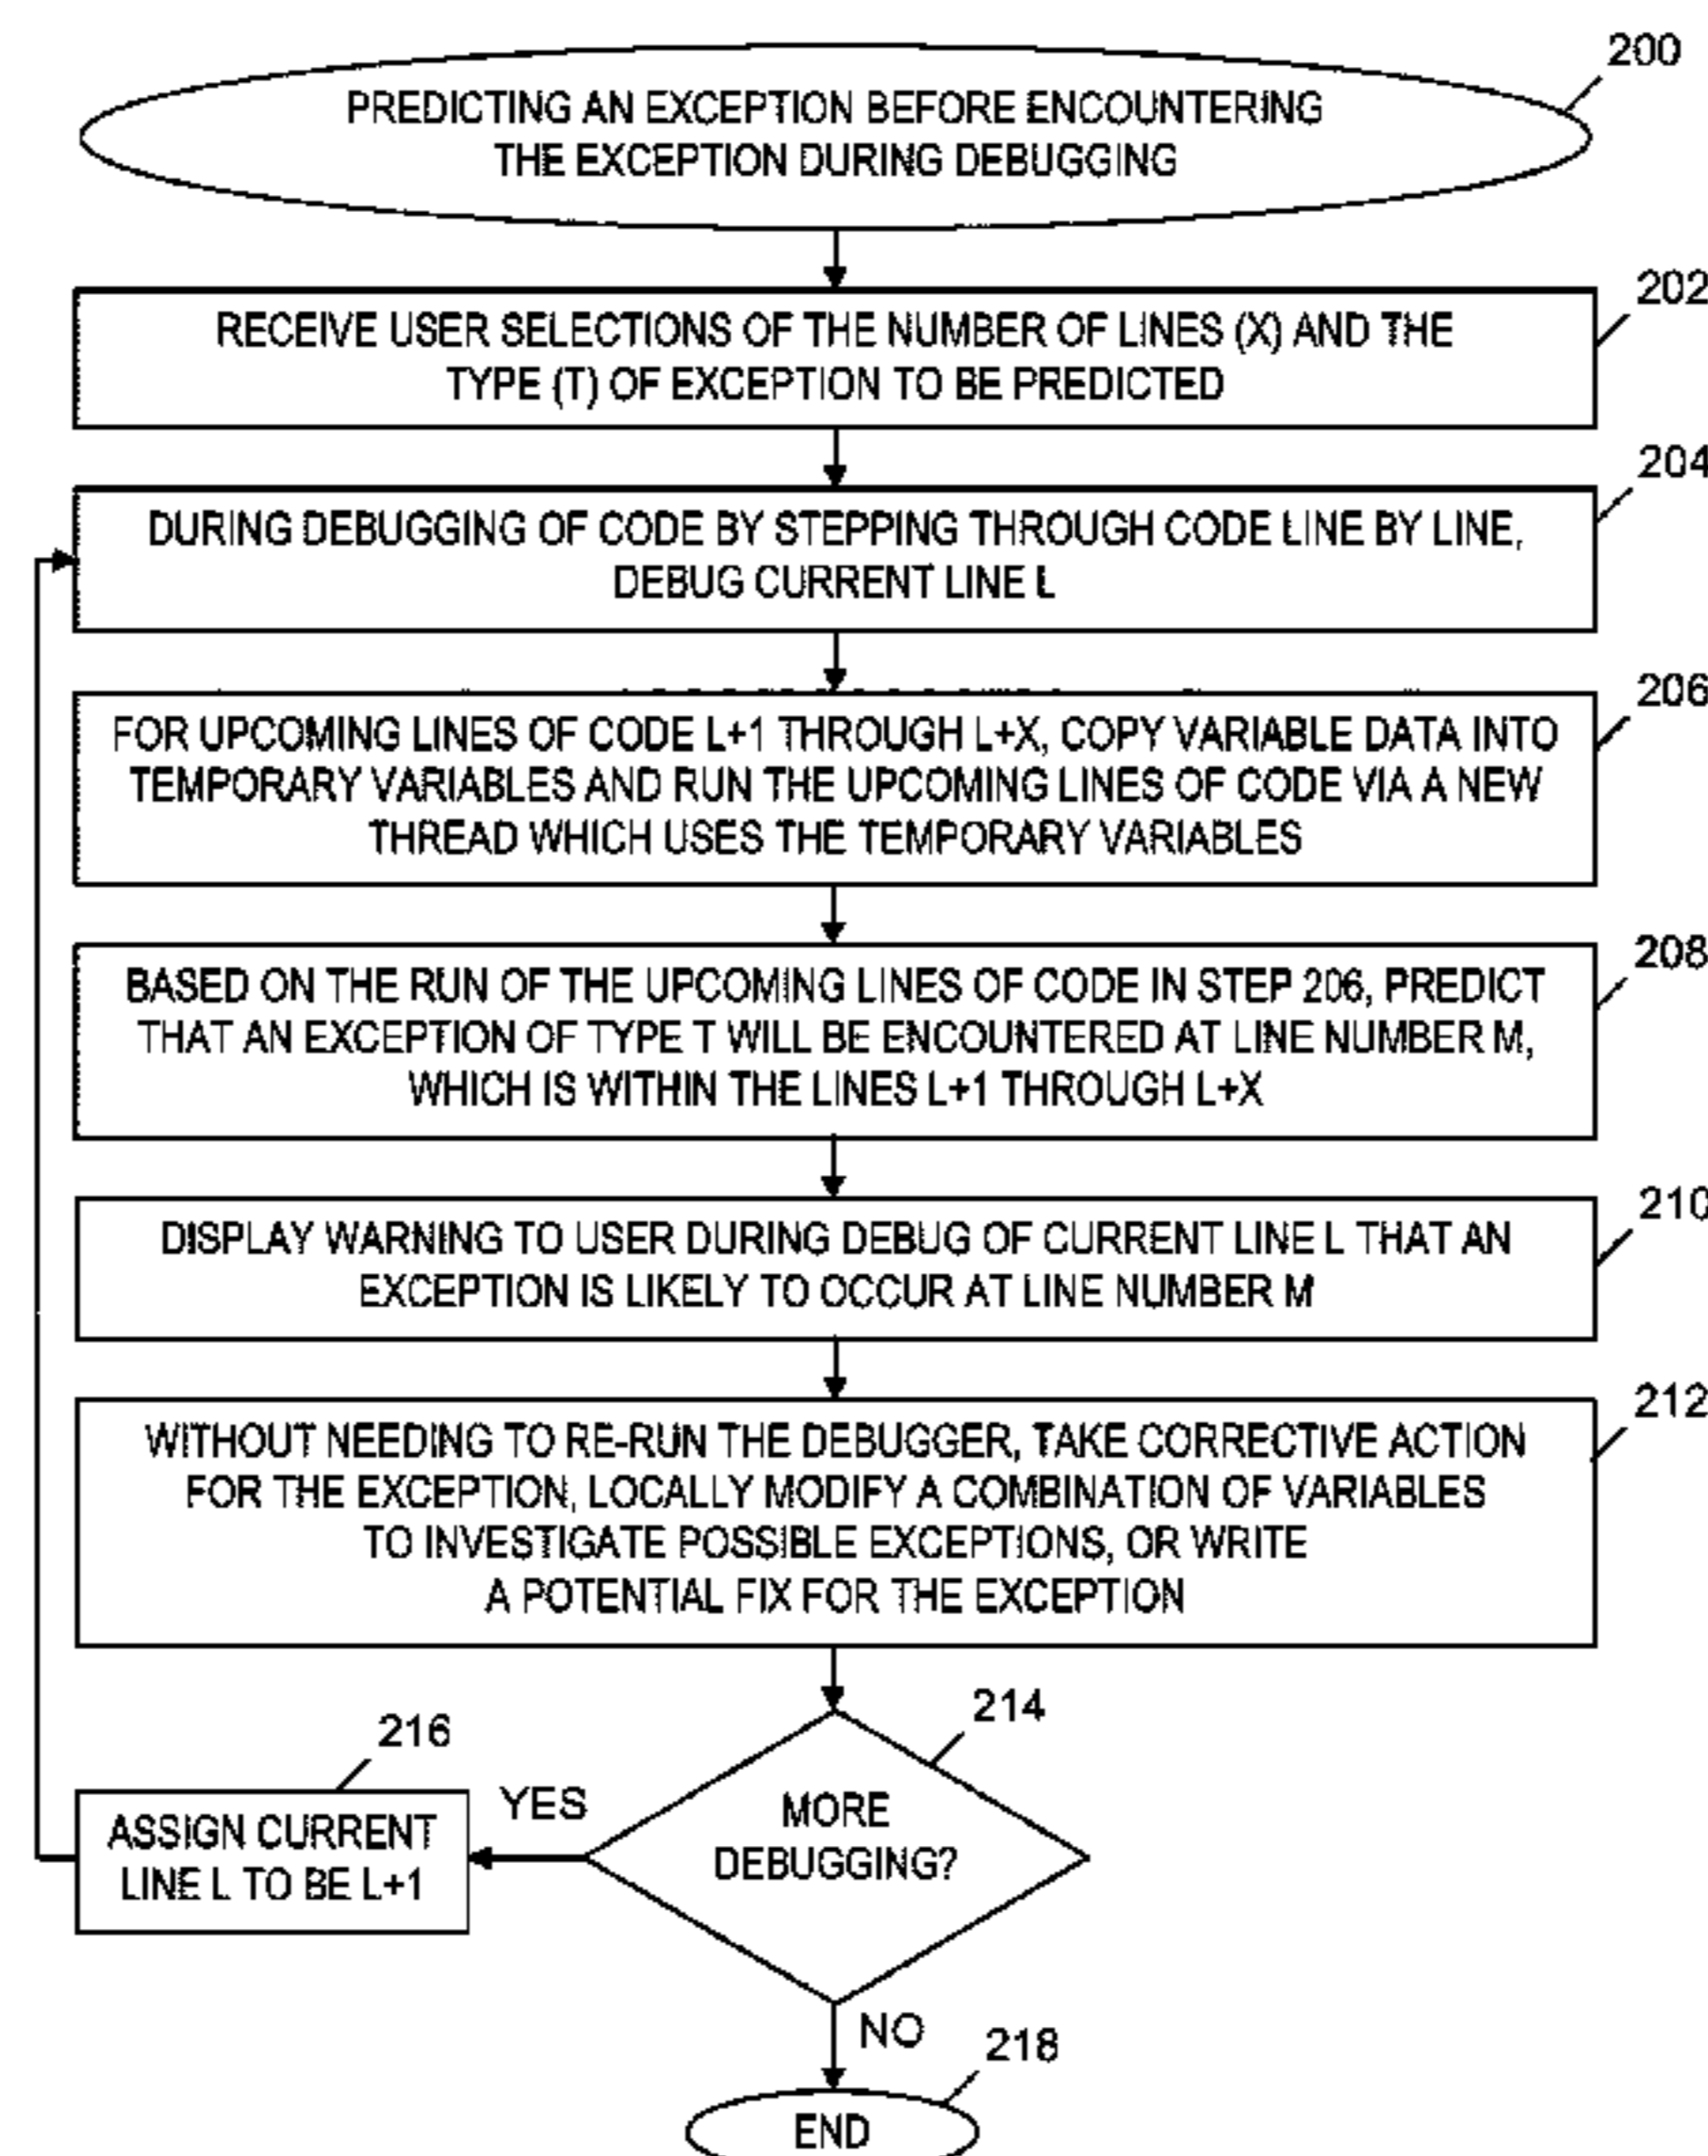 200
PREDICTING AN EXCEPTION BEFORE ENCOUNTERING
THE EXCEPTION DURING DEBUGGING
202
RECEIVE USER SELECTIONS OF THE NUMBER OF LINES (X) AND THE
TYPE (T) OF EXCEPTION TO BE PREDICTED
204
DURING DEBUGGING OF CODE BY STEPPING THROUGH CODE LINE BY LINE,
DEBUG CURRENT LINE L
206
FOR UPCOMING LINES OF CODE L+1 THROUGH L+X, COPY VARIABLE DATA INTO
TEMPORARY VARIABLES AND RUN THE UPCOMING LINES OF CODE VIA A NEW
THREAD WHICH USES THE TEMPORARY VARIABLES
208
BASED ON THE RUN OF THE UPCOMING LINES OF CODE IN STEP 206, PREDICT
THAT AN EXCEPTION OF TYPE T WILL BE ENCOUNTERED AT LINE NUMBER M,
WHICH IS WITHIN THE LINES L+1 THROUGH L+X
210
DISPLAY WARNING TO USER DURING DEBUG OF CURRENT LINE L THAT AN
EXCEPTION IS LIKELY TO OCCUR AT LINE NUMBER M
212
WITHOUT NEEDING TO RE-RUN THE DEBUGGER, TAKE CORRECTIVE ACTION
FOR THE EXCEPTION, LOCALLY MODIFY A COMBINATION OF VARIABLES
TO INVESTIGATE POSSIBLE EXCEPTIONS, OR WRITE
A POTENTIAL FIX FOR THE EXCEPTION
214
MORE
DEBUGGING?
YES
216
ASSIGN CURRENT
LINE L TO BE L+1
NO
218
END